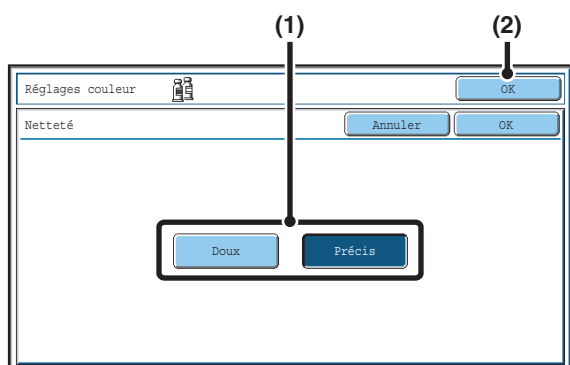 (1) (2)
Réglages couleur OK
Netteté Annuler OK
Doux Précis